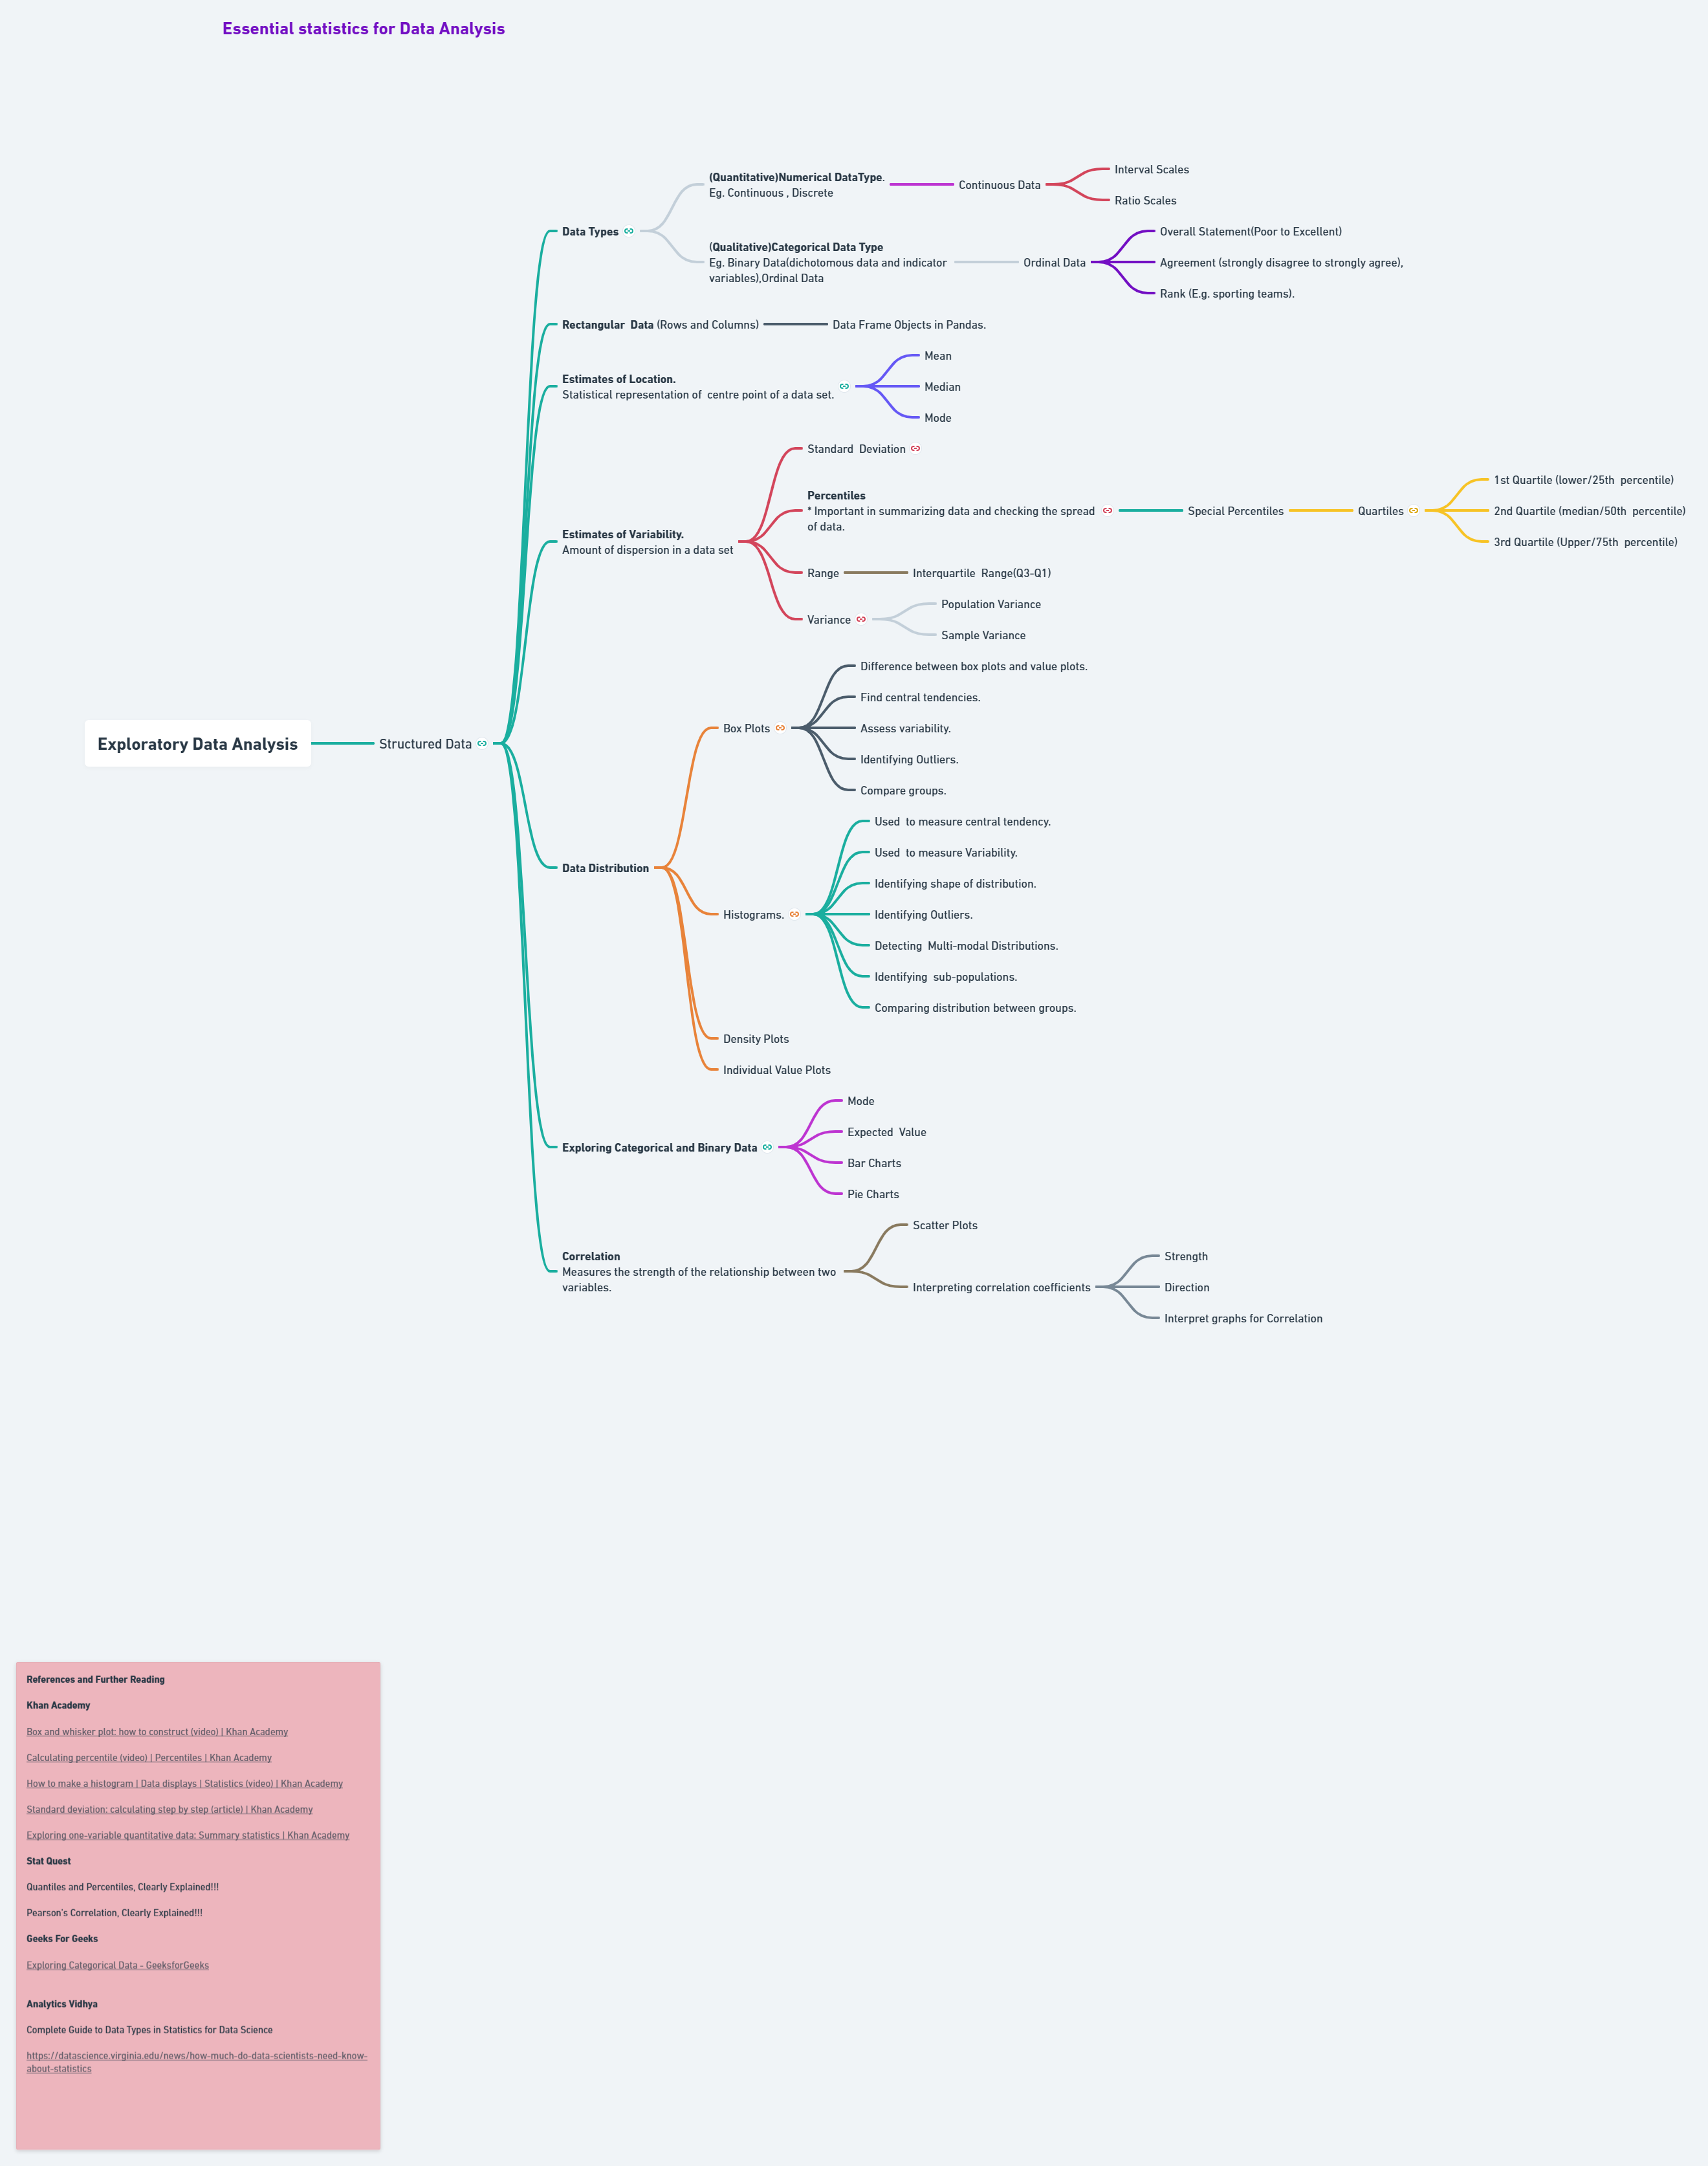 Essential statistics for Data Analysis
Exploratory Data Analysis
Structured Data
Data Types
(Quantitative)Numerical DataType.
Eg. Continuous , Discrete
Continuous Data
Interval Scales
Ratio Scales
(Qualitative)Categorical Data Type
Eg. Binary Data(dichotomous data and indicator
variables),Ordinal Data
Ordinal Data
Overall Statement(Poor to Excellent)
Agreement (strongly disagree to strongly agree),
Rank (E.g. sporting teams).
Rectangular  Data (Rows and Columns)
Data Frame Objects in Pandas.
Estimates of Location.
Statistical representation of  centre point of a data set.
Mean
Median
Mode
Estimates of Variability.
Amount of dispersion in a data set
Standard  Deviation
Percentiles
* Important in summarizing data and checking the spread
of data.
Special Percentiles
Quartiles
1st Quartile (lower/25th  percentile)
2nd Quartile (median/50th  percentile)
3rd Quartile (Upper/75th  percentile)
Range
Interquartile  Range(Q3-Q1)
Variance
Population Variance
Sample Variance
Data Distribution
Box Plots
Difference between box plots and value plots.
Find central tendencies.
Assess variability.
Identifying Outliers.
Compare groups.
Histograms.
Used  to measure central tendency.
Used  to measure Variability.
Identifying shape of distribution.
Identifying Outliers.
Detecting  Multi-modal Distributions.
Identifying  sub-populations.
Comparing distribution between groups.
Density Plots
Individual Value Plots
Exploring Categorical and Binary Data
Mode
Expected  Value
Bar Charts
Pie Charts
Correlation
Measures the strength of the relationship between two
variables.
Scatter Plots
Interpreting correlation coefficients
Strength
Direction
Interpret graphs for Correlation
References and Further Reading
Khan Academy
Box and whisker plot: how to construct (video) | Khan Academy
Calculating percentile (video) | Percentiles | Khan Academy
How to make a histogram | Data displays | Statistics (video) | Khan Academy
Standard deviation: calculating step by step (article) | Khan Academy
Exploring one-variable quantitative data: Summary statistics | Khan Academy
Stat Quest
Quantiles and Percentiles, Clearly Explained!!!
Pearson's Correlation, Clearly Explained!!!
Geeks For Geeks
Exploring Categorical Data - GeeksforGeeks
Analytics Vidhya
Complete Guide to Data Types in Statistics for Data Science
https://datascience.virginia.edu/news/how-much-do-data-scientists-need-know-
about-statistics